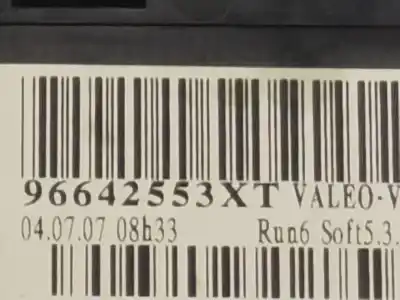 96642553XT VALEO-V
04.07.07 08h33 Run6 Soft5.3.